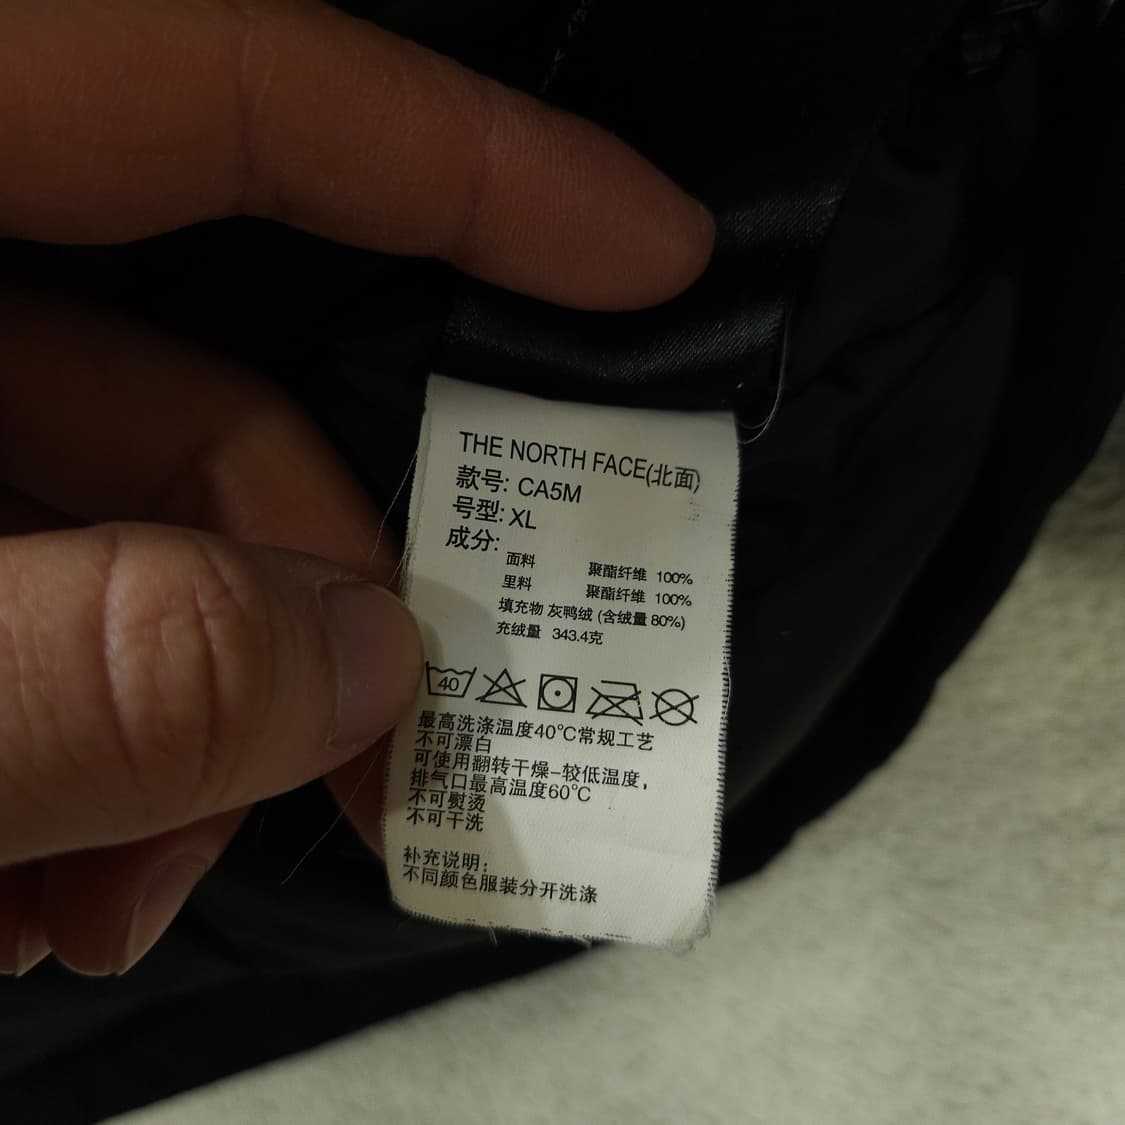 THE NORTH FACE(北面)
款号: CA5M
号型: XL
成分:
面料 聚酯纤维 100%
里料 聚酯纤维 100%
填充物 灰鸭绒 (含绒量 80%)
充绒量 343.4克
40
最高洗涤温度40℃常规工艺
不可漂白
可使用翻转干燥-较低温度,
排气口最高温度60℃
不可熨烫
不可干洗
补充说明:
不同颜色服装分开洗涤